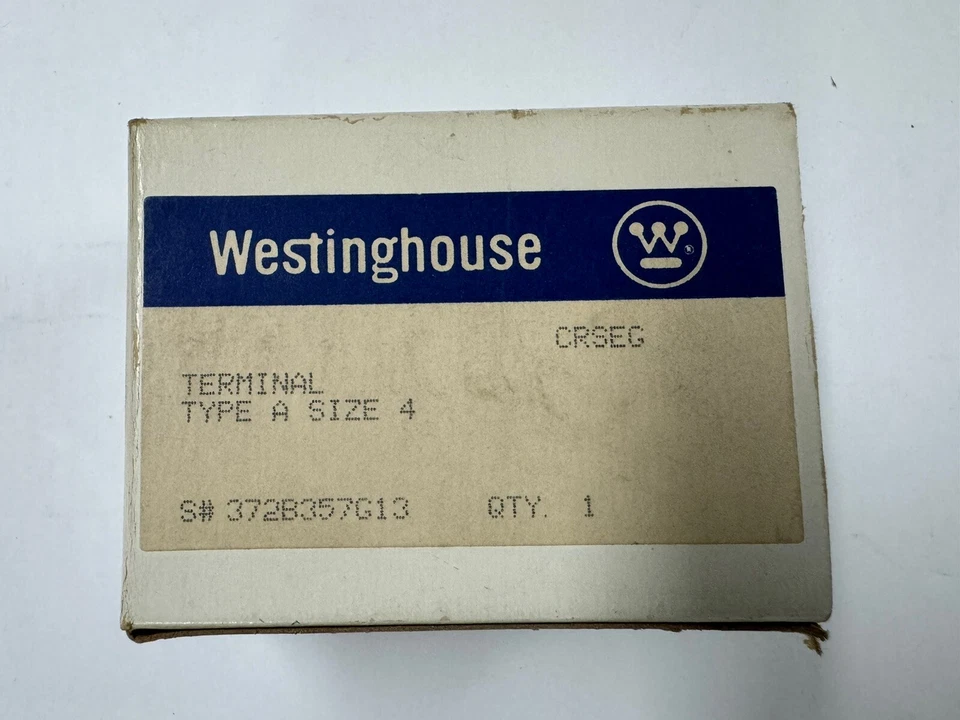 Westinghouse W
CRSEG
TERMINAL
TYPE A SIZE 4
S# 372B357G13 QTY. 1